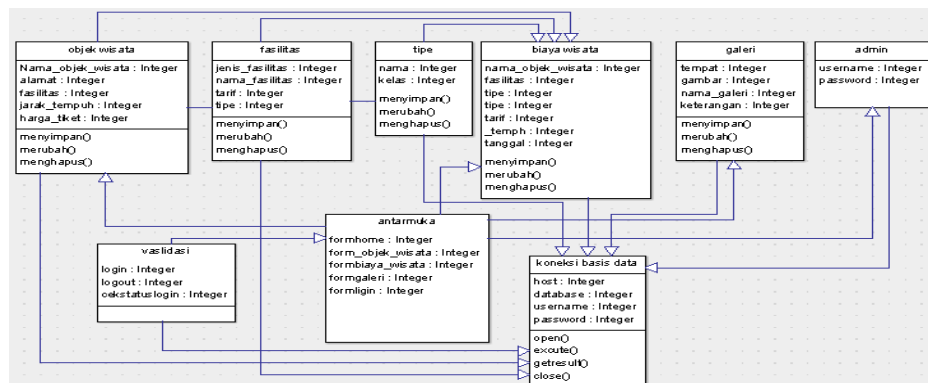 objek wisata
Nama_objek_wisata : Integer
alamat : Integer
fasilitas : Integer
jarak_tempuh : Integer
harga_tiket : Integer
menyimpan()
merubah()
menghapus()
fasilitas
jenis_fasilitas : Integer
nama_fasilitas : Integer
tarif : Integer
tipe : Integer
menyimpan()
merubah()
menghapus()
tipe
nama : Integer
kelas : Integer
menyimpan()
merubah()
menghapus()
biaya wisata
nama_objek_wisata : Integer
fasilitas : Integer
tipe : Integer
tipe : Integer
tarif : Integer
_temph : Integer
tanggal : Integer
menyimpan()
merubah()
menghapus()
galeri
tempat : Integer
gambar : Integer
nama_galeri : Integer
keterangan : Integer
menyimpan()
merubah()
menghapus()
admin
username : Integer
password : Integer
vaslidasi
login : Integer
logout : Integer
cekstatuslogin : Integer
antarmuka
formhome : Integer
form_objek_wisata : Integer
formbiaya_wisata : Integer
formgaleri : Integer
formligin : Integer
koneksi basis data
host : Integer
database : Integer
username : Integer
password : Integer
open()
excute()
getresult()
close()